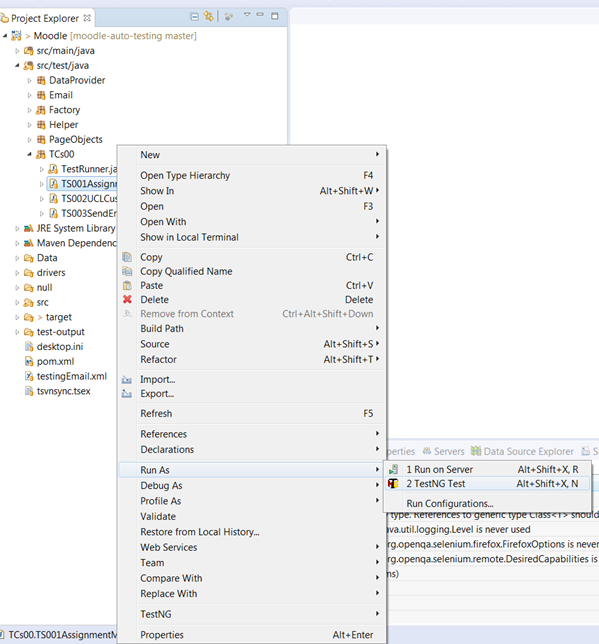 Project Explorer
> Moodle [moodle-auto-testing master]
src/main/java
src/test/java
DataProvider
Email
Factory
Helper
PageObjects
TCs00
TestRunner.ja
TS001Assignm
TS002UCLCus
TS003SendEr
JRE System Library
Maven Dependenc
Data
drivers
null
src
> target
test-output
desktop.ini
pom.xml
testingEmail.xml
tsvnsync.tsex
New
Open Type Hierarchy F4
Show In Alt+Shift+W
Open F3
Open With
Show in Local Terminal
Copy Ctrl+C
Copy Qualified Name
Paste Ctrl+V
Delete Delete
Remove from Context Ctrl+Alt+Shift+Down
Build Path
Source Alt+Shift+S
Refactor Alt+Shift+T
Import...
Export...
Refresh F5
References
Declarations
Run As
Debug As
Profile As
Validate
Restore from Local History...
Web Services
Team
Compare With
Replace With
TestNG
Properties Alt+Enter
1 Run on Server Alt+Shift+X, R
2 TestNG Test Alt+Shift+X, N
Run Configurations...
perties Servers Data Source Explorer S
type. References to generic type Class<T> shoul
ava.util.logging.Level is never used
rg.openqa.selenium.firefox.FirefoxOptions is never
rg.openqa.selenium.remote.DesiredCapabilities is
ns)
TCs00.TS001AssignmentM